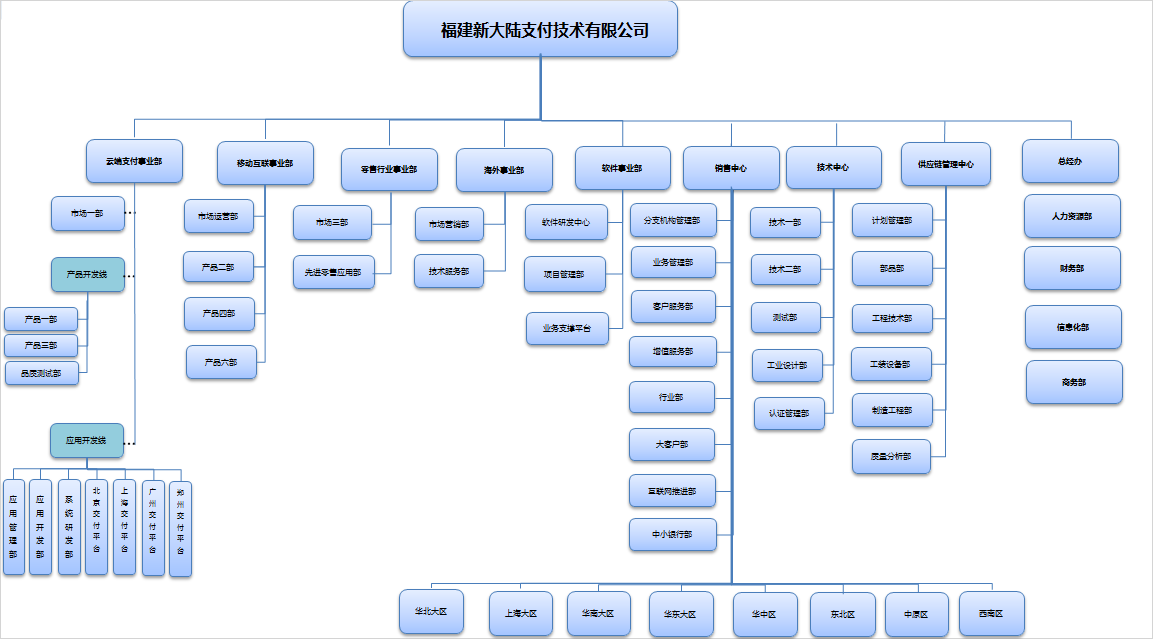 福建新大陆支付技术有限公司
云端支付事业部
移动互联事业部
零售行业事业部
海外事业部
软件事业部
销售中心
技术中心
供应链管理中心
总经办
市场一部
产品开发线
产品一部
产品三部
品质测试部
应用开发线
应用管理部
应用开发部
系统研发部
北京交付平台
上海交付平台
广州交付平台
郑州交付平台
市场运营部
产品二部
产品四部
产品六部
市场三部
先进零售应用部
市场营销部
技术服务部
软件研发中心
项目管理部
业务支撑平台
分支机构管理部
业务管理部
客户服务部
增值服务部
行业部
大客户部
互联网推进部
中小银行部
华北大区
上海大区
华南大区
华东大区
华中区
东北区
中原区
西南区
技术一部
技术二部
测试部
工业设计部
认证管理部
计划管理部
部品部
工程技术部
工装设备部
制造工程部
质量分析部
人力资源部
财务部
信息化部
商务部